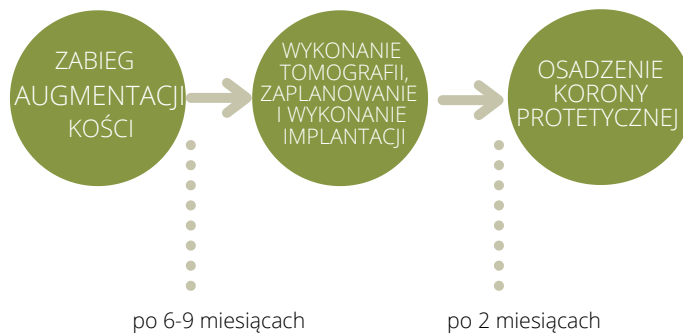 ZABIEG
AUGMENTACJI
KOŚCI
WYKONANIE
TOMOGRAFII,
ZAPLANOWANIE
I WYKONANIE
IMPLANTACJI
OSADZENIE
KORONY
PROTETYCZNEJ
po 6-9 miesiącach
po 2 miesiącach